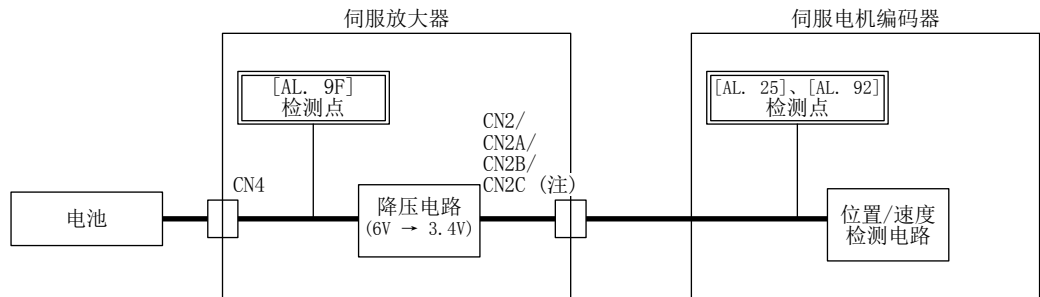 伺服放大器
伺服电机编码器
[AL. 9F]
检测点
[AL. 25]、[AL. 92]
检测点
CN2/
CN2A/
CN2B/
CN2C (注)
CN4
电池
降压电路
(6V → 3.4V)
位置/速度
检测电路